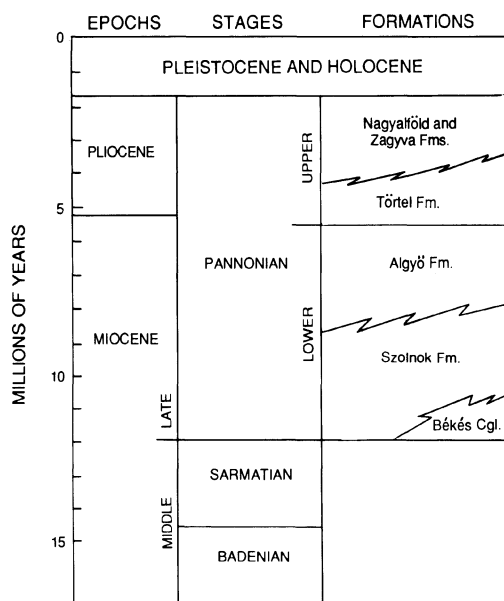 EPOCHS STAGES FORMATIONS
0
PLEISTOCENE AND HOLOCENE
PLIOCENE
UPPER
Nagyalföld and
Zagyva Fms.
Törtel Fm.
5
MILLIONS OF YEARS
PANNONIAN
Algyö Fm.
MIOCENE
LOWER
Szolnok Fm.
10
LATE
Békés Cgl.
SARMATIAN
MIDDLE
15
BADENIAN